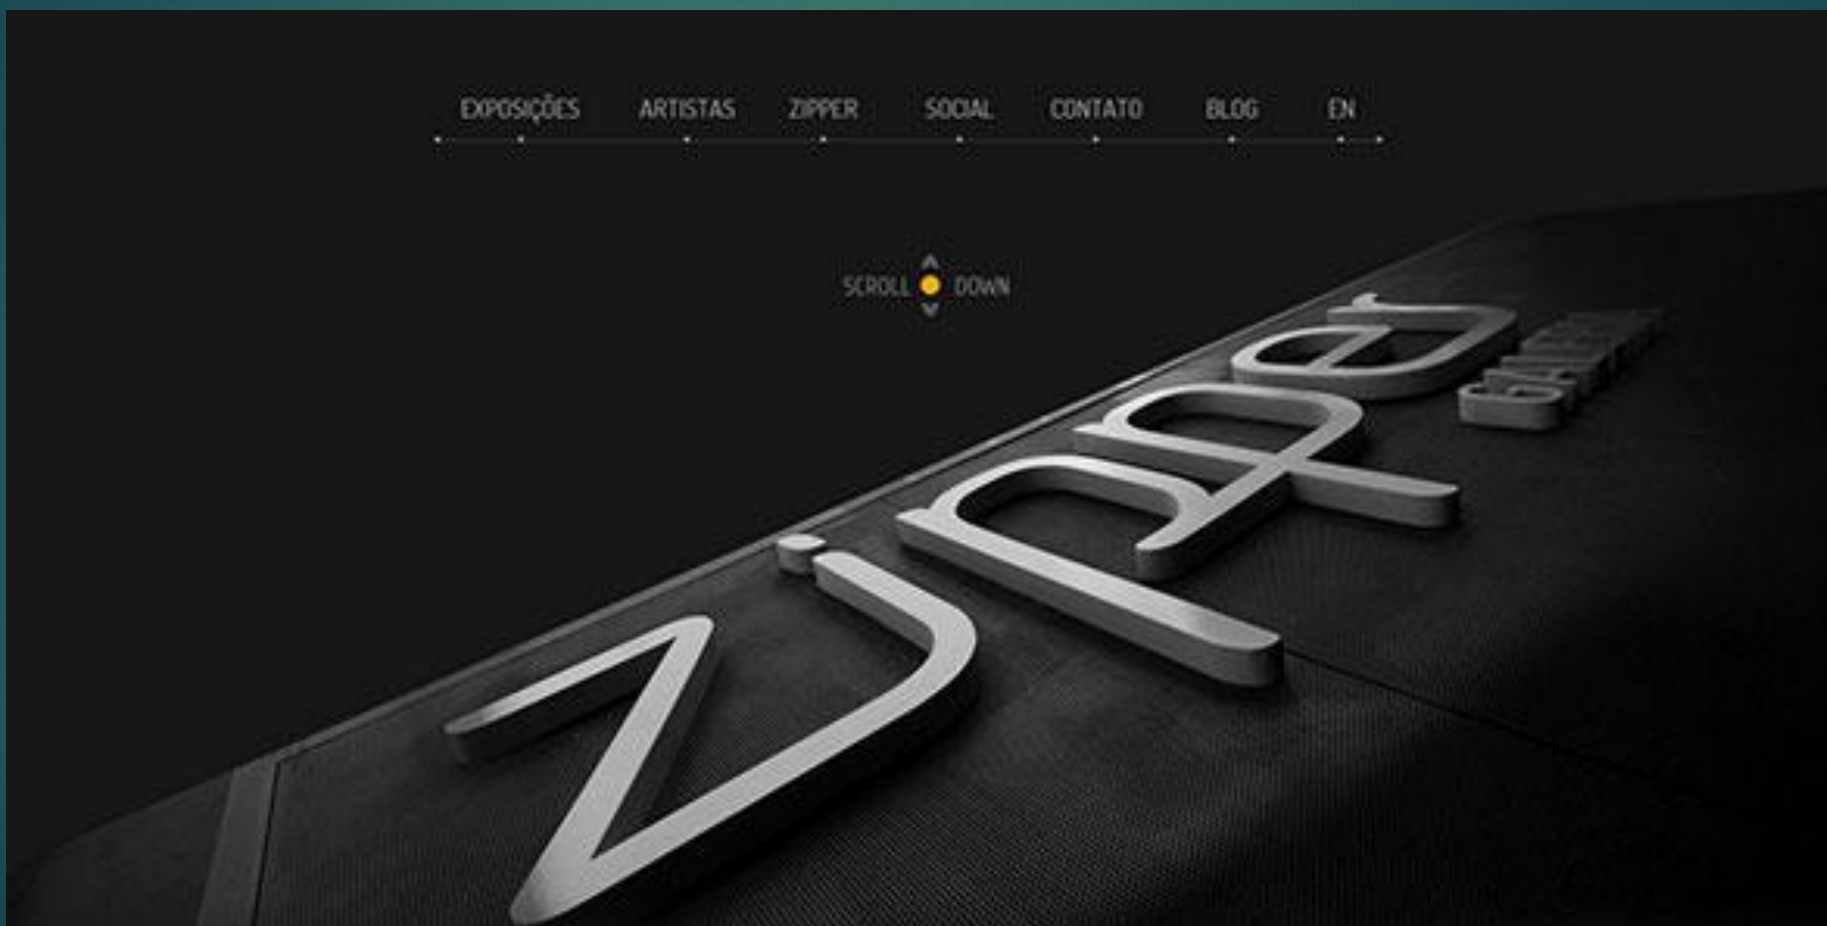 EXPOSIÇÕES ARTISTAS ZIPPER SOCIAL CONTATO BLOG EN
SCROLL DOWN
zipper